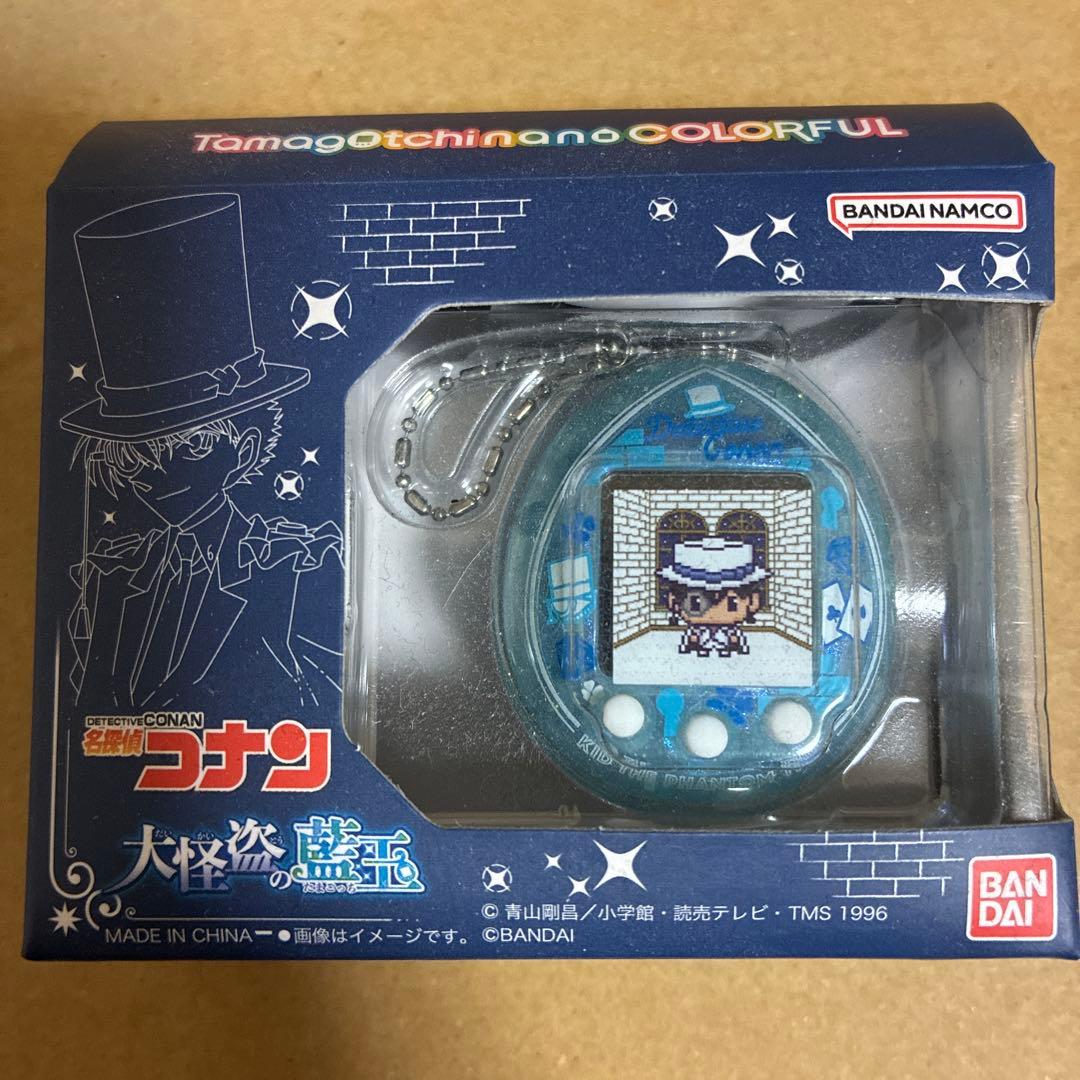 Tamagotchi nano COLORFUL
BANDAI NAMCO
Detective
Conan
KID THE PHANTOM
DETECTIVE CONAN
名探偵
コナン
だいかいとう
大怪盗の藍玉
たまごっち
© 青山剛昌／小学館・読売テレビ・TMS 1996
MADE IN CHINA ●画像はイメージです。 ©BANDAI
BAN
DAI